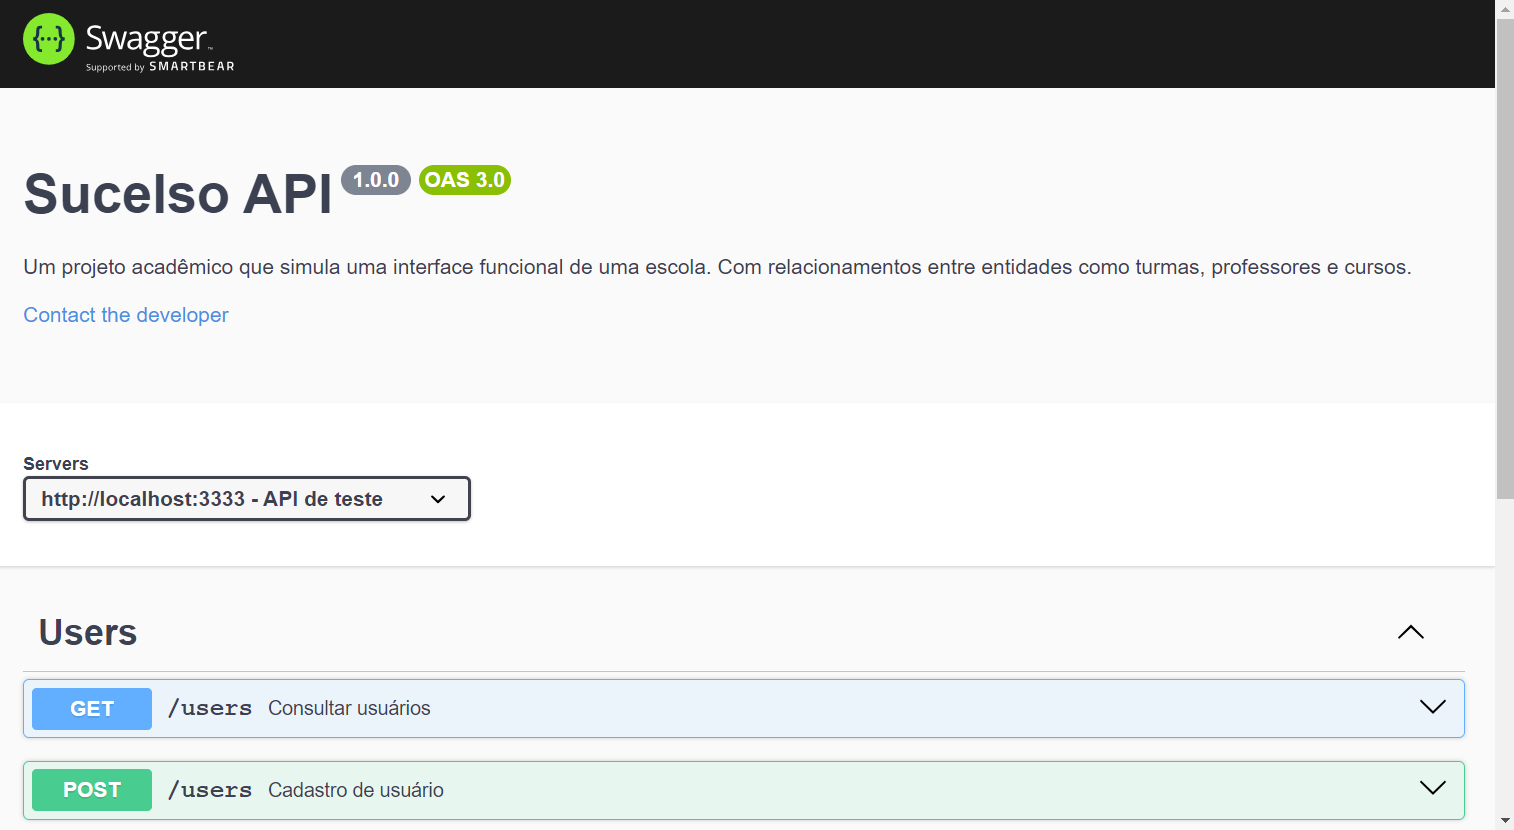 {···} Swagger™
Supported by SMARTBEAR
Sucelso API 1.0.0 OAS 3.0
Um projeto acadêmico que simula uma interface funcional de uma escola. Com relacionamentos entre entidades como turmas, professores e cursos.
Contact the developer
Servers
http://localhost:3333 - API de teste
Users
GET /users Consultar usuários
POST /users Cadastro de usuário